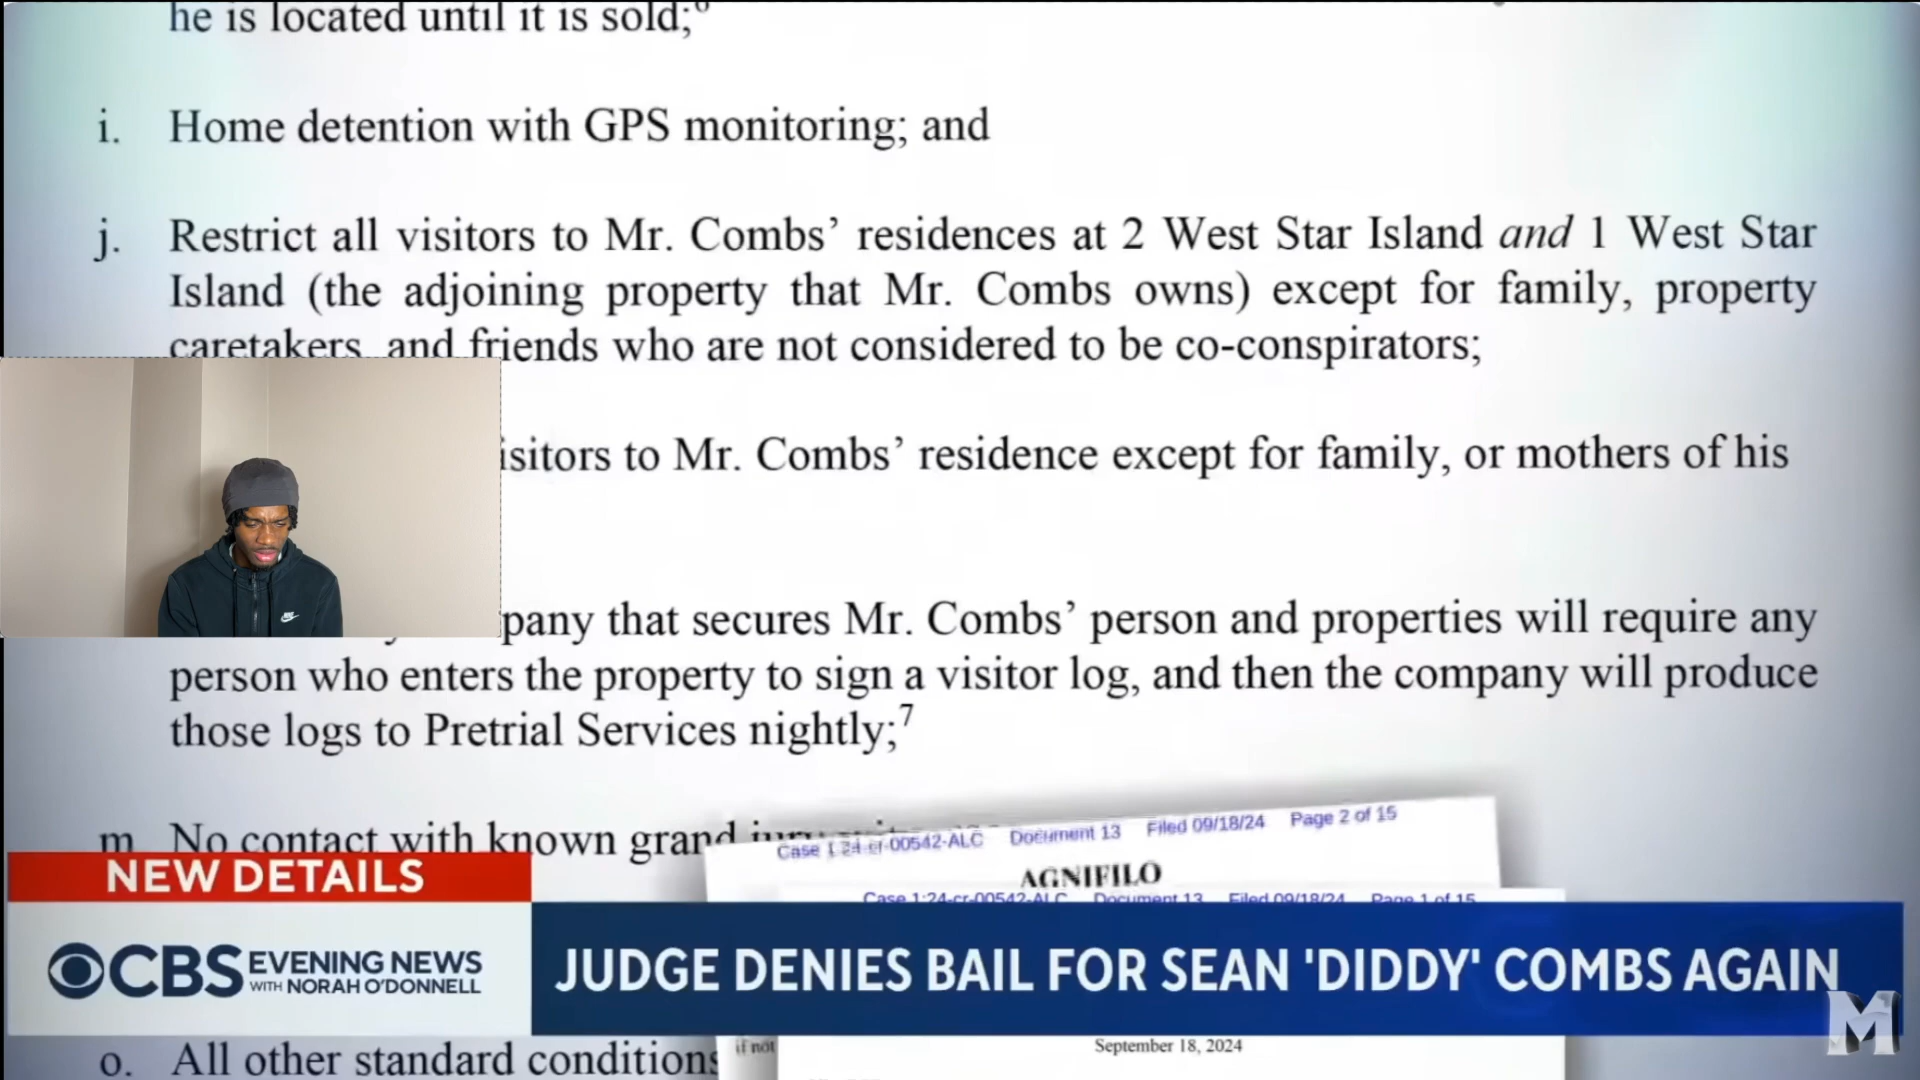 he is located until it is sold;⁶
i. Home detention with GPS monitoring; and
j. Restrict all visitors to Mr. Combs’ residences at 2 West Star Island and 1 West Star
Island (the adjoining property that Mr. Combs owns) except for family, property
caretakers, and friends who are not considered to be co-conspirators;
isitors to Mr. Combs’ residence except for family, or mothers of his
pany that secures Mr. Combs’ person and properties will require any
person who enters the property to sign a visitor log, and then the company will produce
those logs to Pretrial Services nightly;⁷
m. No contact with known grand
Case 1:24-cr-00542-ALC Document 13 Filed 09/18/24 Page 2 of 15
AGNIFILO
Case 1:24-cr-00542-ALC Document 13 Filed 09/18/24 Page 1 of 15
NEW DETAILS
CBS EVENING NEWS
WITH NORAH O'DONNELL
JUDGE DENIES BAIL FOR SEAN 'DIDDY' COMBS AGAIN
M
o. All other standard conditions
if not
September 18, 2024